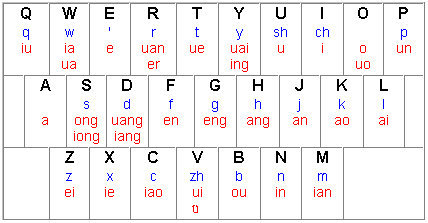 Q W E R T Y U I O P
q w ' r t y sh ch p
iu ia e uan ue uai u i o un
ua er ing uo
A S D F G H J K L
s d f g h j k l
a ong uang en eng ang an ao ai
iong iang
Z X C V B N M
z x c zh b n m
ei ie iao ui ou in ian
ü